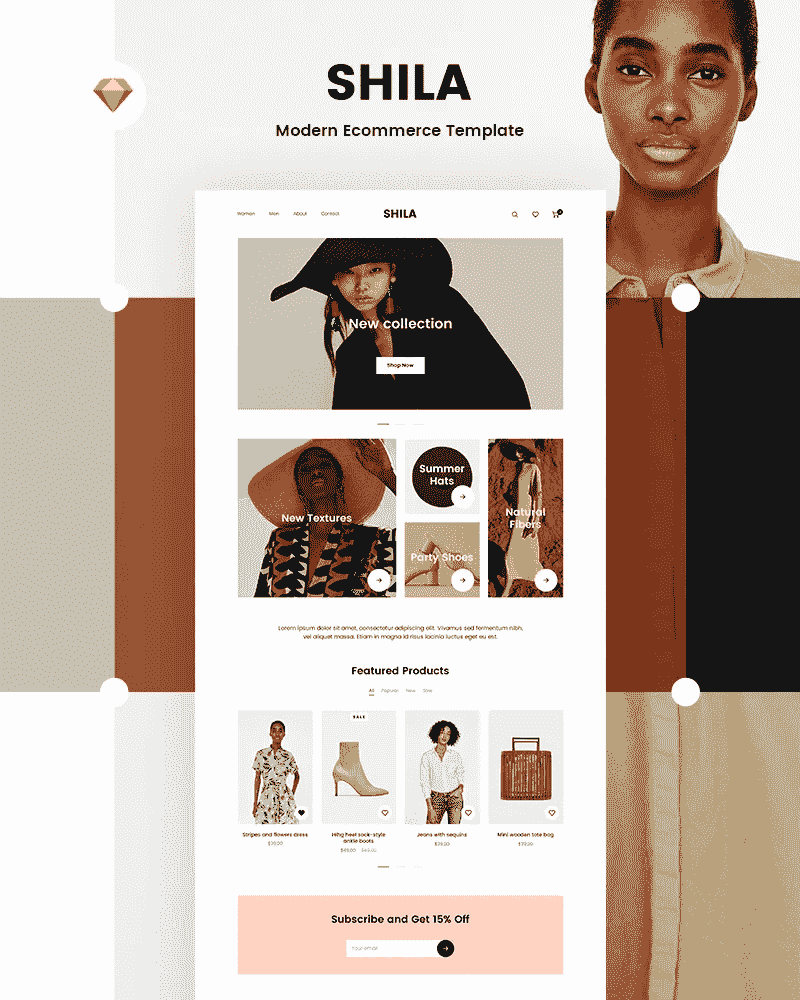 SHILA
Modern Ecommerce Template
Women Men About Contact
SHILA
New collection
Shop Now
New Textures
Summer
Hats
Party Shoes
Natural
Fibers
Lorem ipsum dolor sit amet, consectetur adipiscing elit. Vivamus sed fermentum nibh,
vel aliquet massa. Etiam in magna id risus lacinia luctus eget eu est.
Featured Products
All Popular New Sale
SALE
Stripes and flowers dress
$39,00
Hihg heel sock-style
ankle boots
$49,00
Jeans with sequins
$39,00
Mini wooden tote bag
$79,00
Subscribe and Get 15% Off
Your email